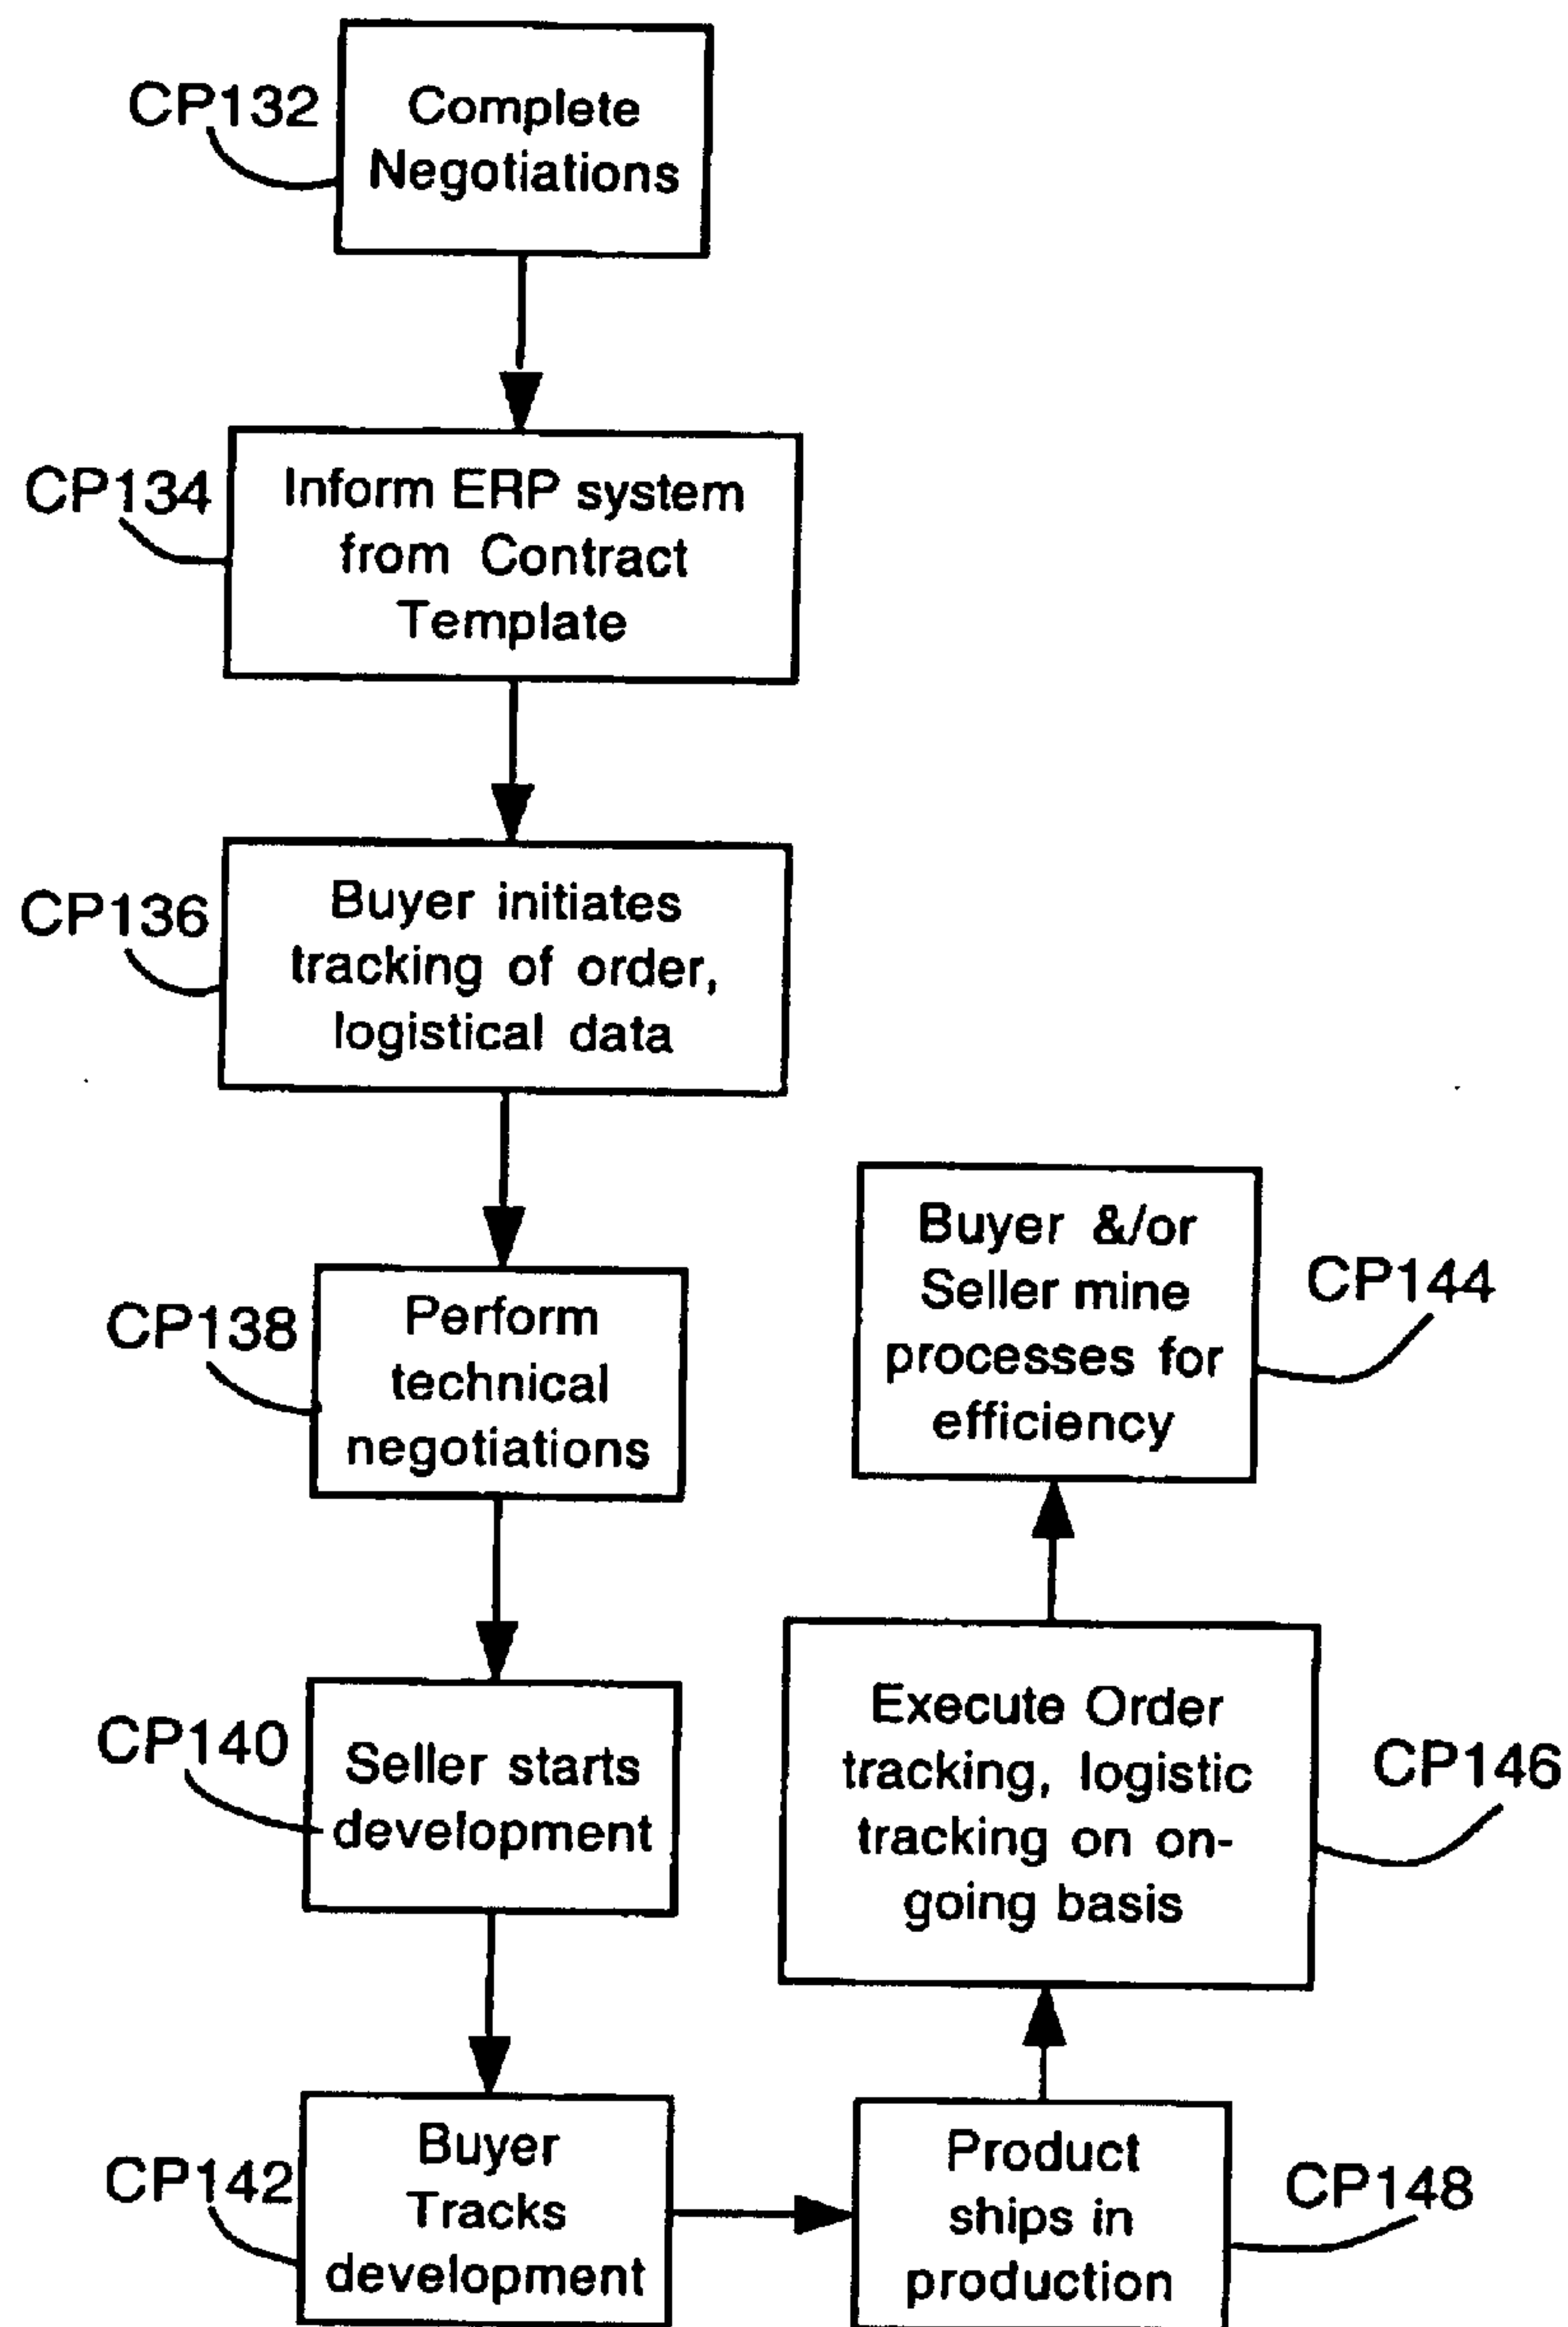 CP132
Complete
Negotiations
CP134
Inform ERP system
from Contract
Template
CP136
Buyer initiates
tracking of order,
logistical data
CP138
Perform
technical
negotiations
CP140
Seller starts
development
CP142
Buyer
Tracks
development
Product
ships in
production
CP148
Execute Order
tracking, logistic
tracking on on-
going basis
CP146
Buyer &/or
Seller mine
processes for
efficiency
CP144